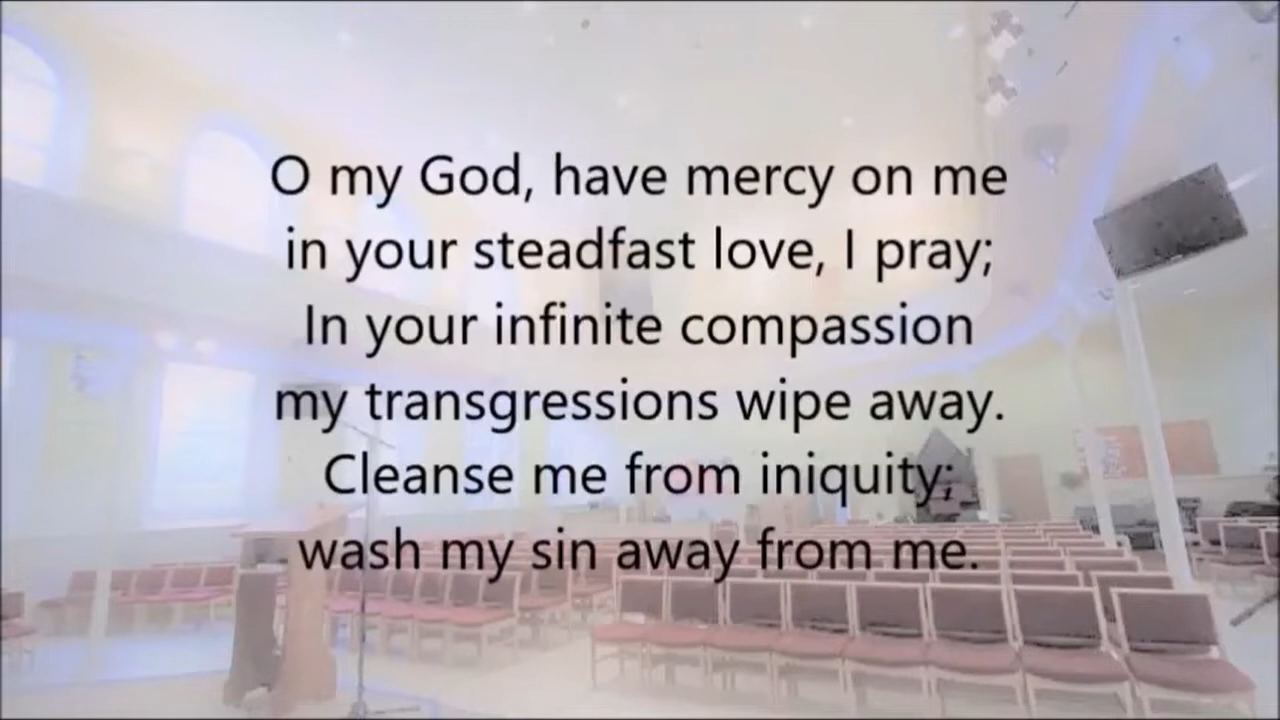 O my God, have mercy on me
in your steadfast love, I pray;
In your infinite compassion
my transgressions wipe away.
Cleanse me from iniquity;
wash my sin away from me.